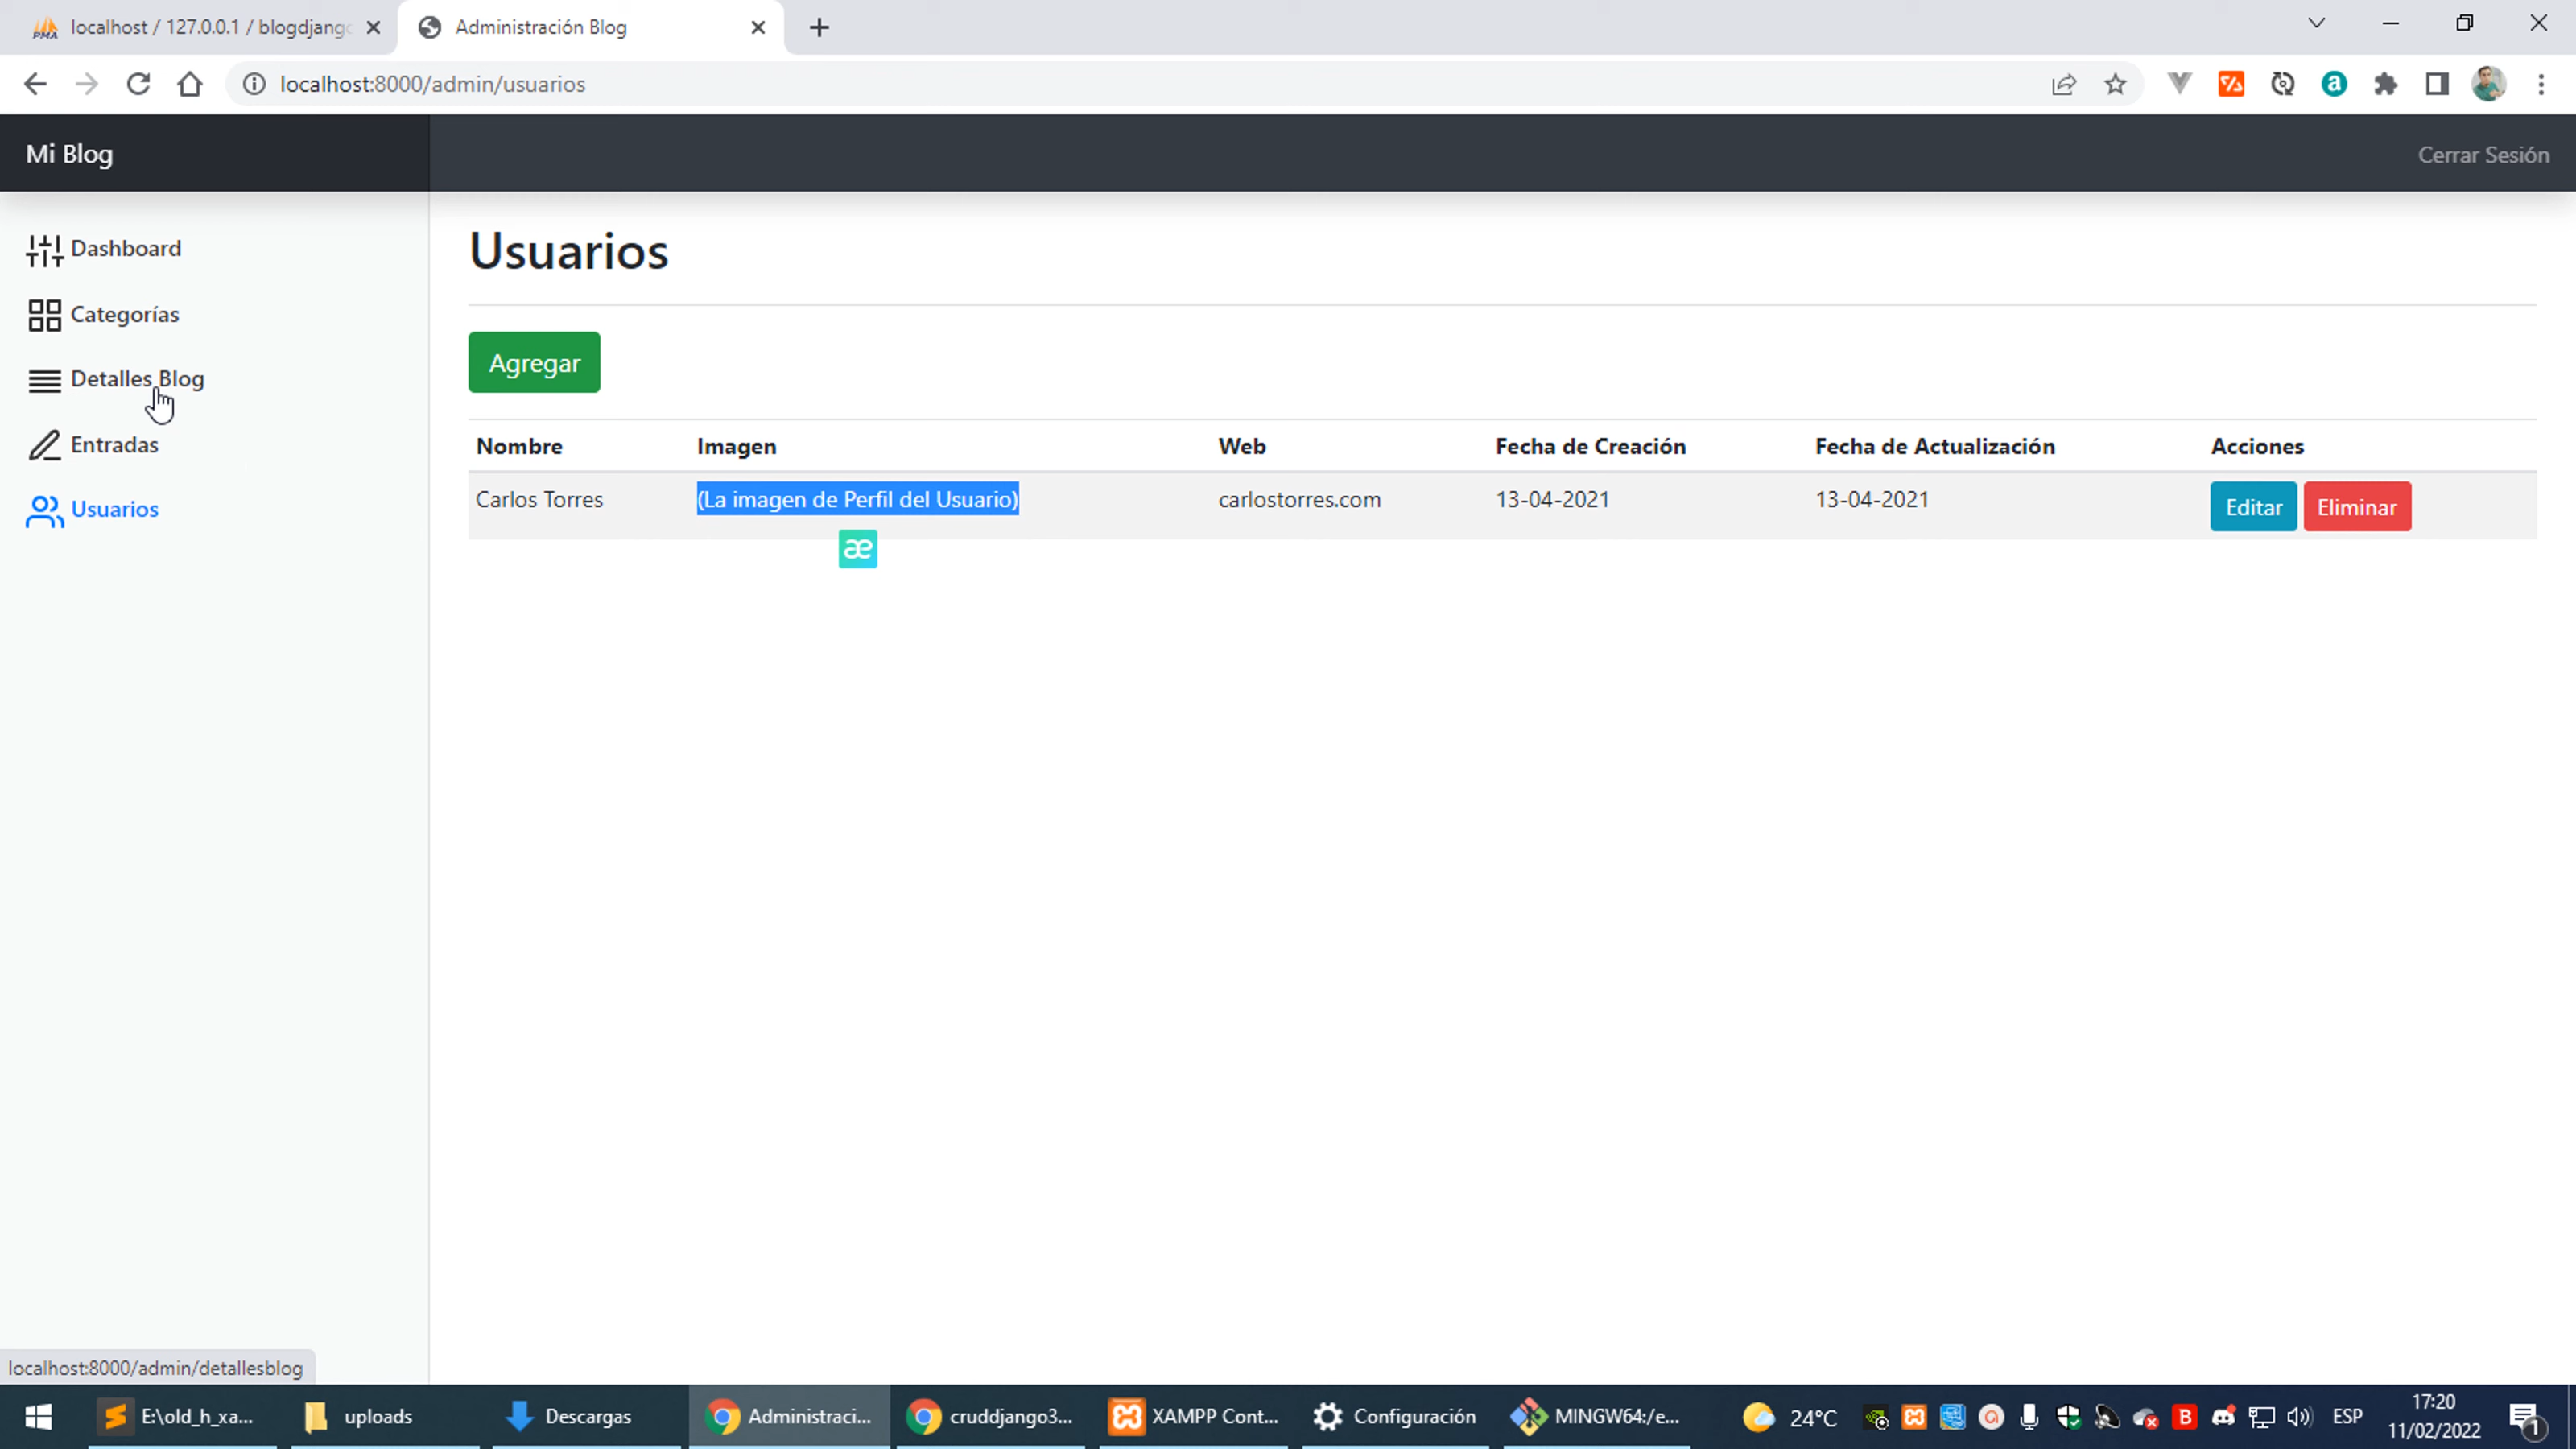 PMA localhost / 127.0.0.1 / blogdjango
Administración Blog
localhost:8000/admin/usuarios
Mi Blog
Cerrar Sesión
Dashboard
Categorías
Detalles Blog
Entradas
Usuarios
Usuarios
Agregar
Nombre Imagen Web Fecha de Creación Fecha de Actualización Acciones
Carlos Torres (La imagen de Perfil del Usuario) carlostorres.com 13-04-2021 13-04-2021 Editar Eliminar
æ
localhost:8000/admin/detallesblog
E:\old_h_xa... uploads Descargas Administraci... cruddjango3... XAMPP Cont... Configuración MINGW64:/e... 24°C B ESP 17:20
11/02/2022
1